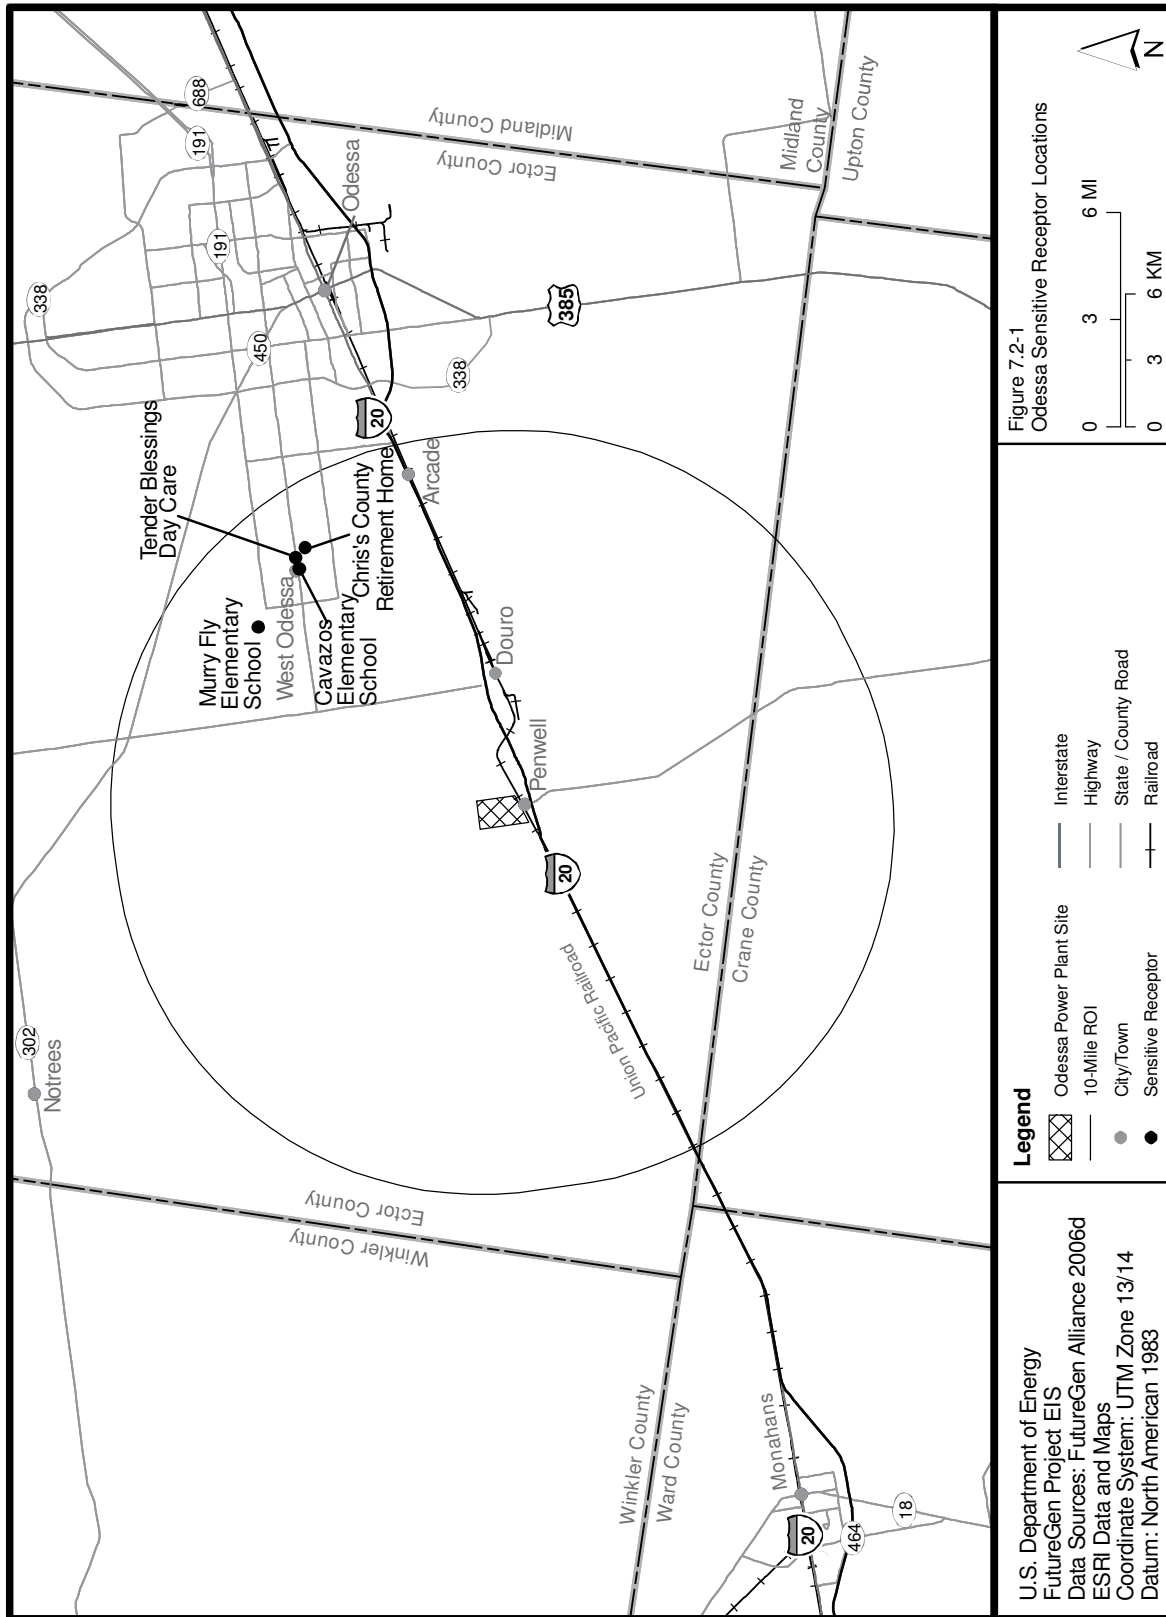 688
191
Midland County
Ector County
Midland
County
Upton County
Odessa
338
191
450
385
338
20
Tender Blessings
Day Care
Arcade
Chris's County
Retirement Home
Murry Fly
Elementary
School
West Odessa
Cavazos
Elementary
School
Douro
Penwell
20
Ector County
Crane County
Union Pacific Railroad
302
Notrees
Ector County
Winkler County
Winkler County
Ward County
Monahans
20
464
18
U.S. Department of Energy
FutureGen Project EIS
Data Sources: FutureGen Alliance 2006d
ESRI Data and Maps
Coordinate System: UTM Zone 13/14
Datum: North American 1983
Legend
Odessa Power Plant Site
10-Mile ROI
City/Town
Sensitive Receptor
Interstate
Highway
State / County Road
Railroad
Figure 7.2-1
Odessa Sensitive Receptor Locations
0 3 6 MI
0 3 6 KM
N